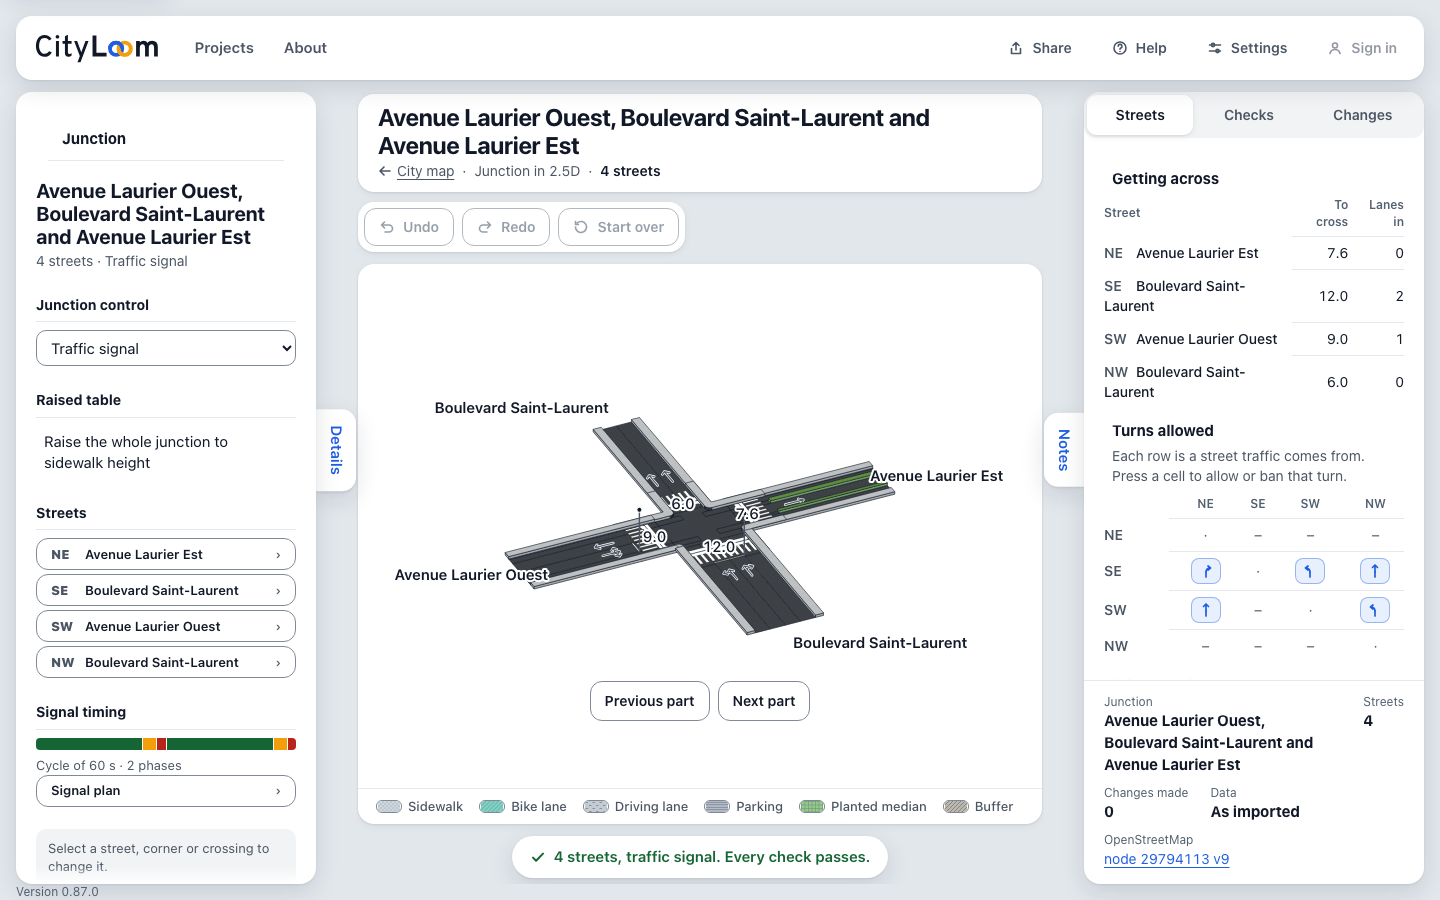 CityLoom
Projects
About
Share
Help
Settings
Sign in
Junction
Avenue Laurier Ouest,
Boulevard Saint-Laurent
and Avenue Laurier Est
4 streets · Traffic signal
Junction control
Traffic signal
Raised table
Raise the whole junction to
sidewalk height
Streets
NE Avenue Laurier Est ›
SE Boulevard Saint-Laurent ›
SW Avenue Laurier Ouest ›
NW Boulevard Saint-Laurent ›
Signal timing
Cycle of 60 s · 2 phases
Signal plan ›
Select a street, corner or crossing to
change it.
Version 0.87.0
Details
Avenue Laurier Ouest, Boulevard Saint-Laurent and
Avenue Laurier Est
← City map · Junction in 2.5D · 4 streets
Undo
Redo
Start over
Boulevard Saint-Laurent
Avenue Laurier Est
6.0
7.6
9.0
12.0
Avenue Laurier Ouest
Boulevard Saint-Laurent
Previous part
Next part
Sidewalk
Bike lane
Driving lane
Parking
Planted median
Buffer
4 streets, traffic signal. Every check passes.
Notes
Streets
Checks
Changes
Getting across
Street To cross Lanes in
NE Avenue Laurier Est 7.6 0
SE Boulevard Saint-
Laurent 12.0 2
SW Avenue Laurier Ouest 9.0 1
NW Boulevard Saint-
Laurent 6.0 0
Turns allowed
Each row is a street traffic comes from.
Press a cell to allow or ban that turn.
NE SE SW NW
NE · – – –
SE ·
SW – ·
NW – – – ·
Junction
Avenue Laurier Ouest,
Boulevard Saint-Laurent and
Avenue Laurier Est
Streets
4
Changes made
0
Data
As imported
OpenStreetMap
node 29794113 v9